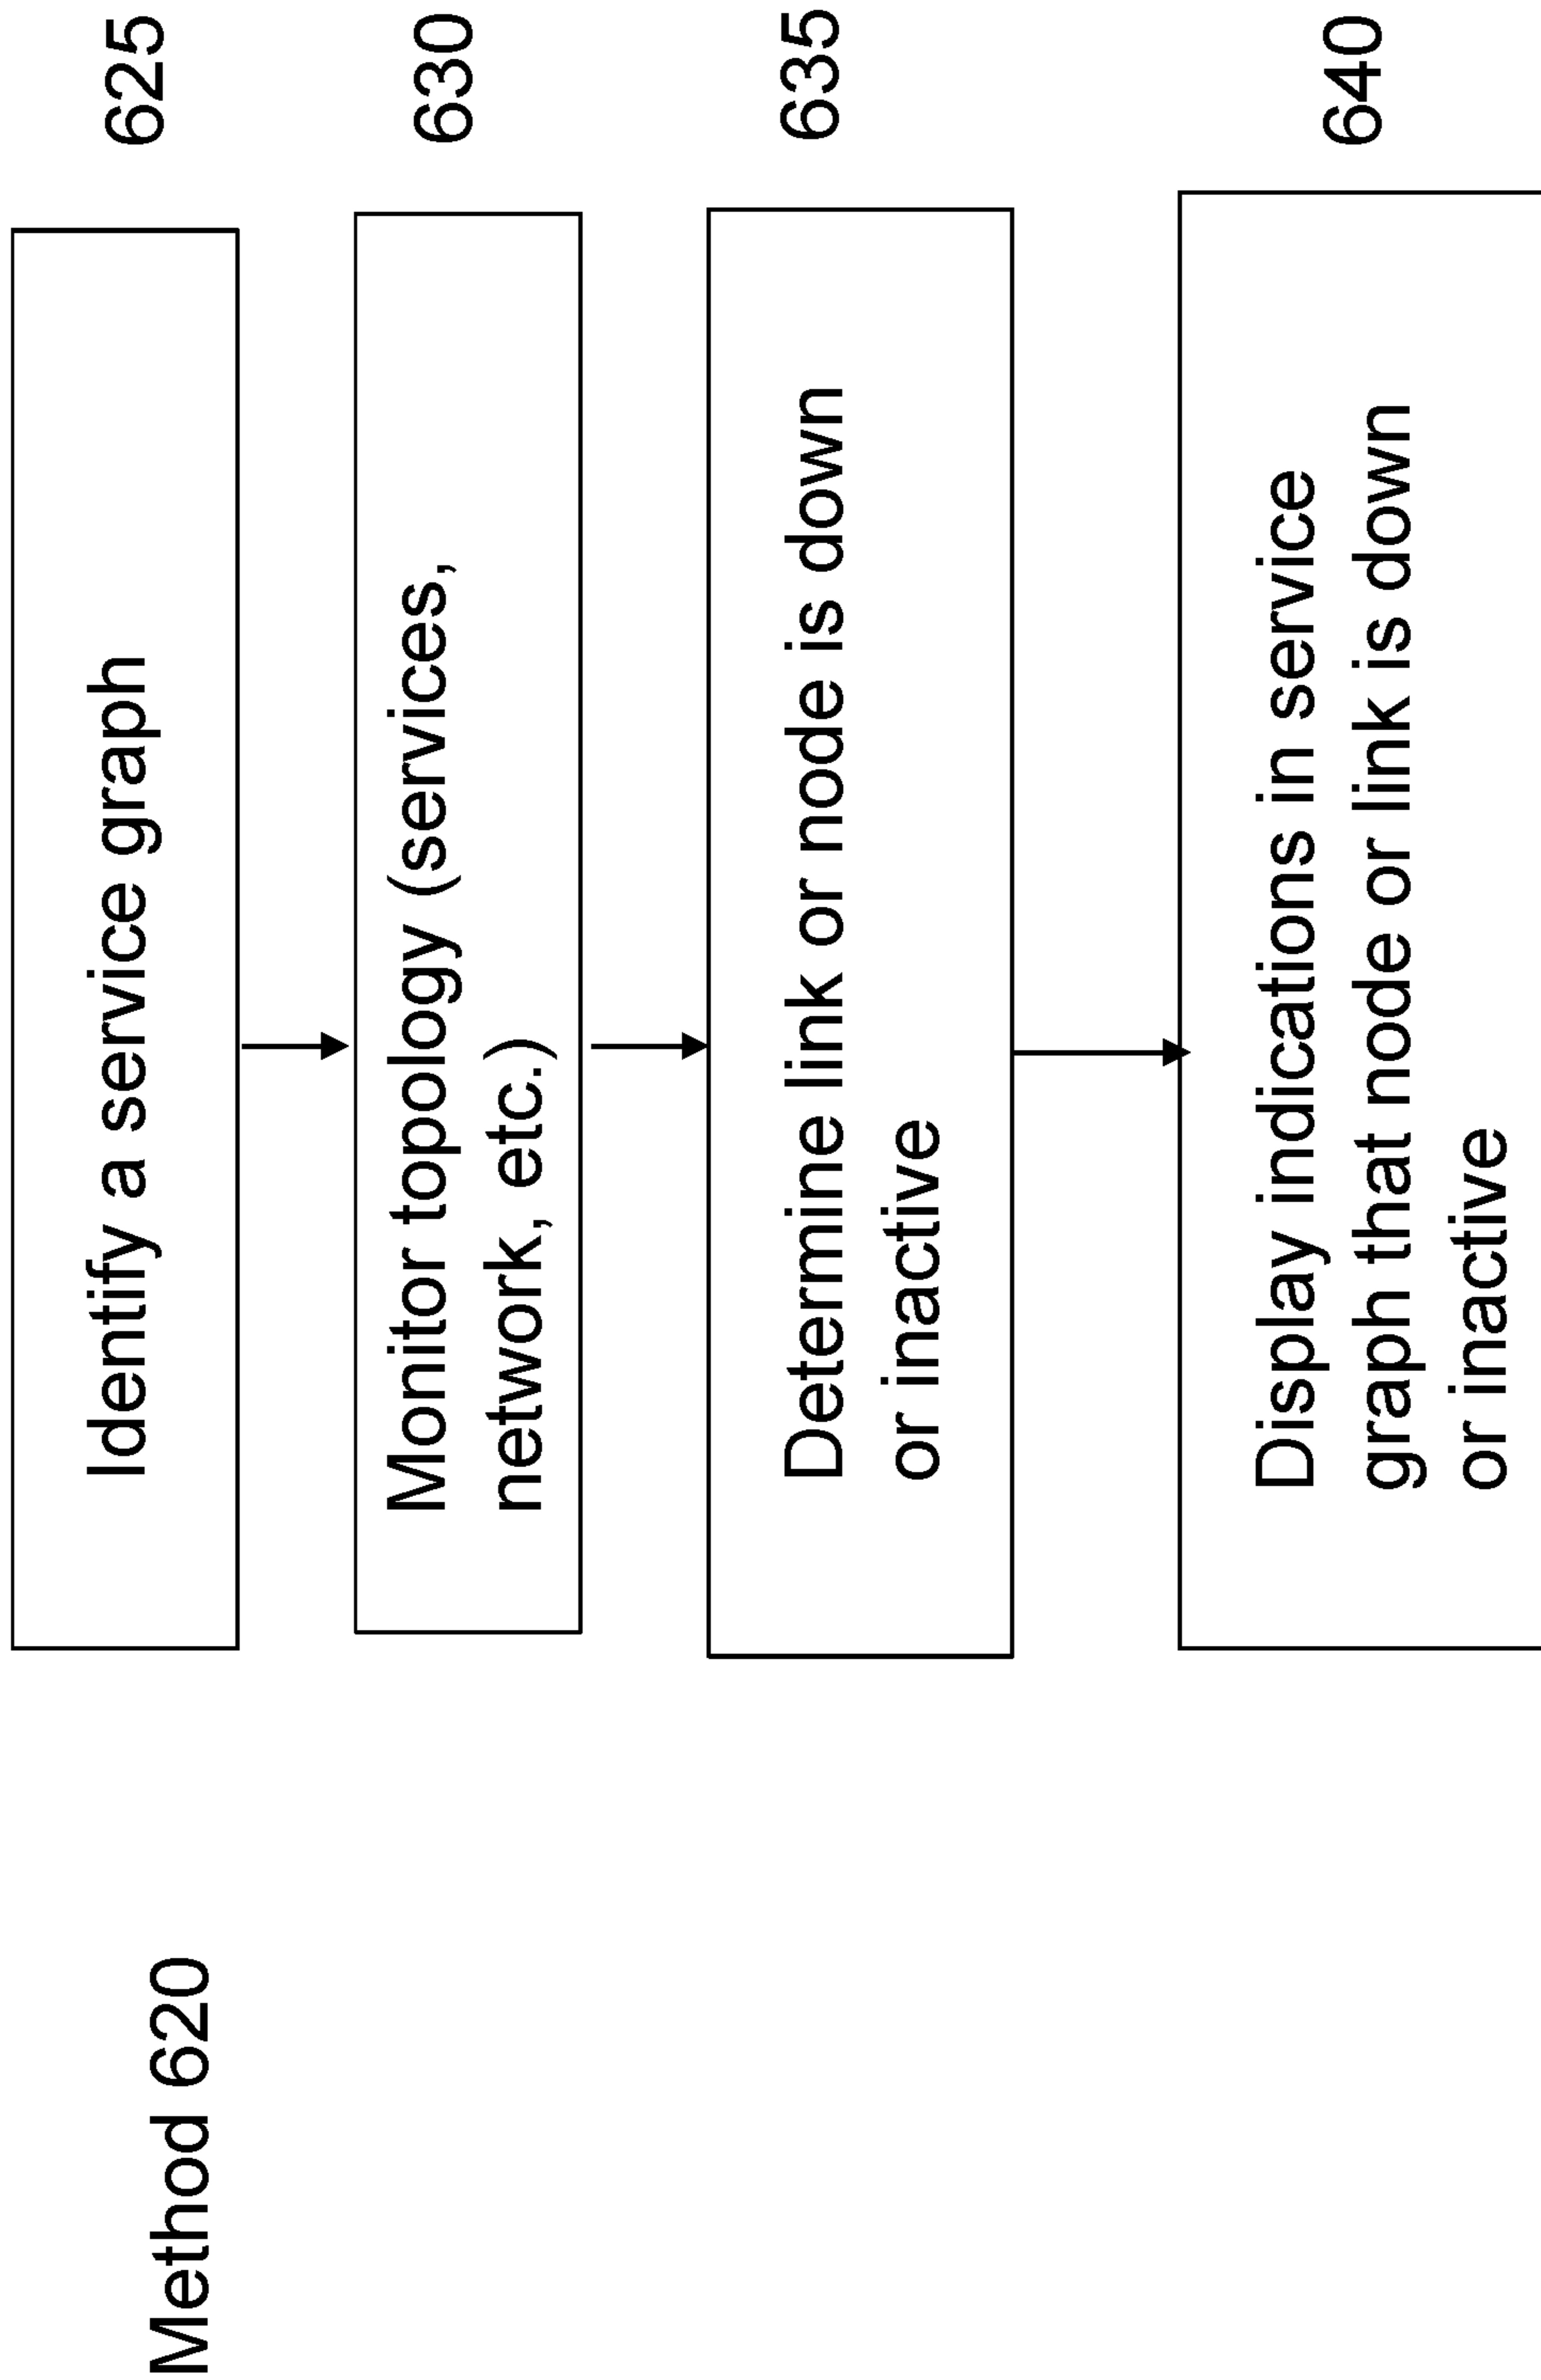 Method 620
Identify a service graph
625
Monitor topology (services,
network, etc.)
630
Determine link or node is down
or inactive
635
Display indications in service
graph that node or link is down
or inactive
640